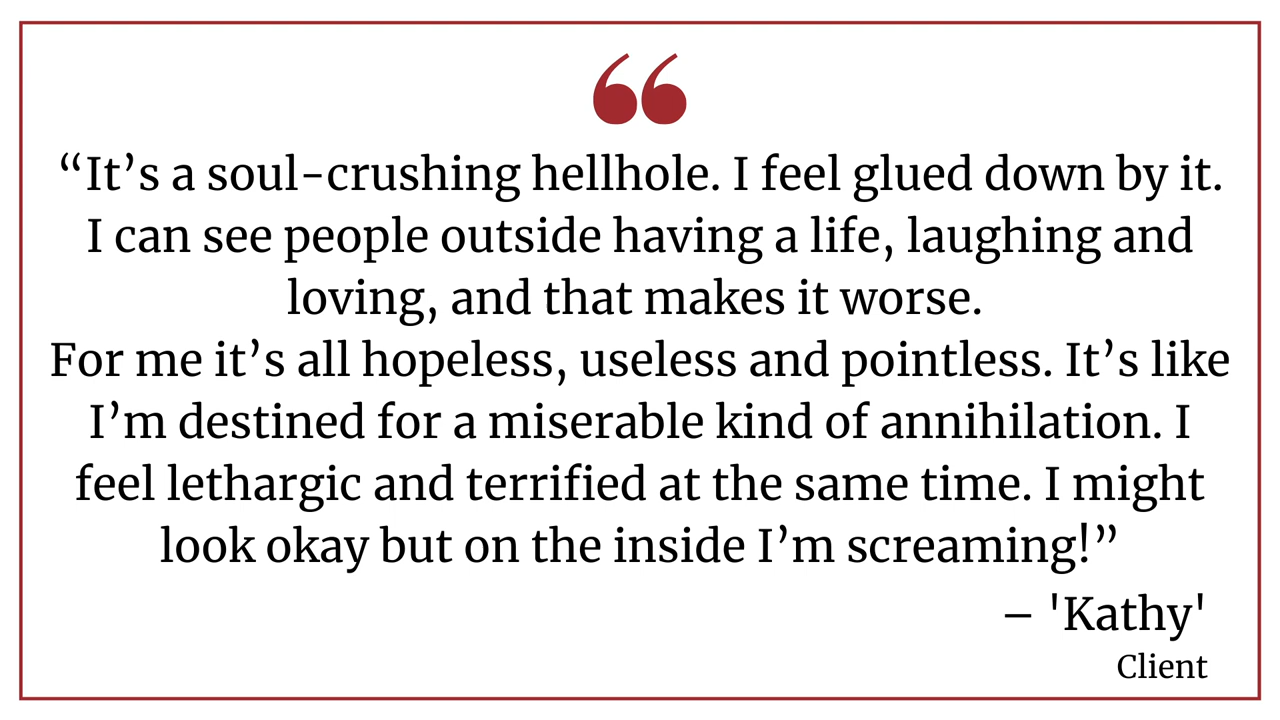 “
“It’s a soul-crushing hellhole. I feel glued down by it.
I can see people outside having a life, laughing and
loving, and that makes it worse.
For me it’s all hopeless, useless and pointless. It’s like
I’m destined for a miserable kind of annihilation. I
feel lethargic and terrified at the same time. I might
look okay but on the inside I’m screaming!”
– 'Kathy'
Client